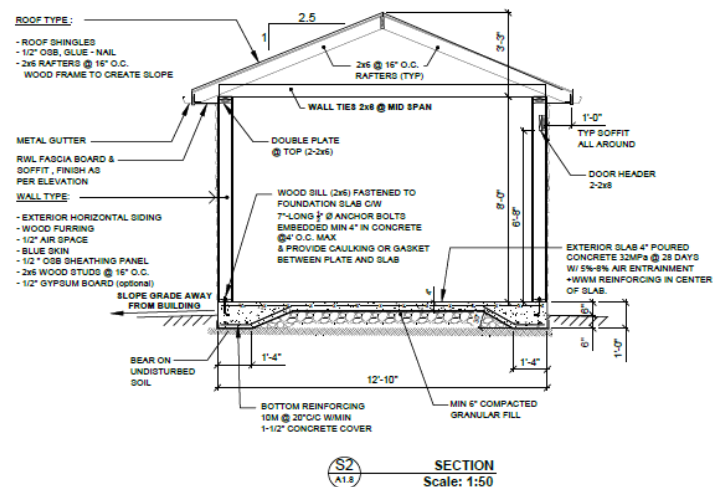 ROOF TYPE :
- ROOF SHINGLES
- 1/2" OSB, GLUE - NAIL
- 2x6 RAFTERS @ 16" O.C.
WOOD FRAME TO CREATE SLOPE
2.5
1
2x6 @ 16" O.C.
RAFTERS (TYP)
3'-3"
WALL TIES 2x6 @ MID SPAN
METAL GUTTER
RWL FASCIA BOARD &
SOFFIT , FINISH AS
PER ELEVATION
DOUBLE PLATE
@ TOP (2-2x6)
1'-0"
TYP SOFFIT
ALL AROUND
DOOR HEADER
2-2x8
8'-0"
6'-8"
WALL TYPE:
- EXTERIOR HORIZONTAL SIDING
- WOOD FURRING
- 1/2" AIR SPACE
- BLUE SKIN
- 1/2 " OSB SHEATHING PANEL
- 2x6 WOOD STUDS @ 16" O.C.
- 1/2" GYPSUM BOARD (optional)
WOOD SILL (2x6) FASTENED TO
FOUNDATION SLAB C/W
7"-LONG ½" Ø ANCHOR BOLTS
EMBEDDED MIN 4" IN CONCRETE
@4' O.C. MAX
& PROVIDE CAULKING OR GASKET
BETWEEN PLATE AND SLAB
EXTERIOR SLAB 4" POURED
CONCRETE 32MPa @ 28 DAYS
W/ 5%-8% AIR ENTRAINMENT
+WWM REINFORCING IN CENTER
OF SLAB.
SLOPE GRADE AWAY
FROM BUILDING
6"
6"
1'-0"
BEAR ON
UNDISTURBED
SOIL
1'-4"
1'-4"
12'-10"
BOTTOM REINFORCING
10M @ 20"C/C W/MIN
1-1/2" CONCRETE COVER
MIN 6" COMPACTED
GRANULAR FILL
S2
A1.8
SECTION
Scale: 1:50